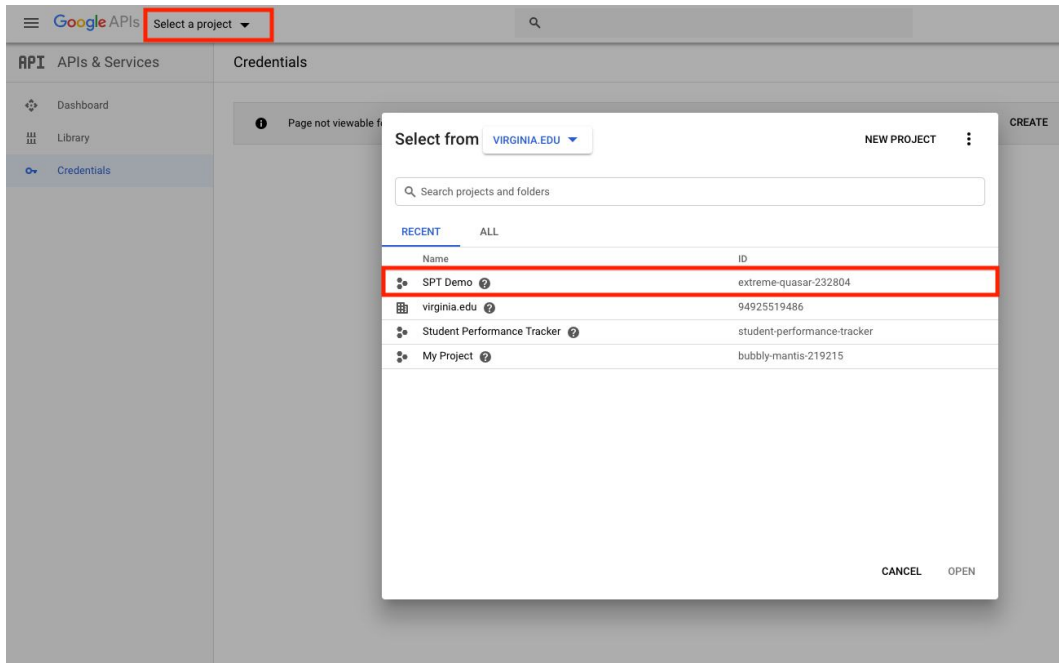 Google APIs Select a project
API APIs & Services Credentials
Dashboard
Library
Credentials
Page not viewable f
CREATE
Select from VIRGINIA.EDU NEW PROJECT
Search projects and folders
RECENT ALL
Name ID
SPT Demo extreme-quasar-232804
virginia.edu 94925519486
Student Performance Tracker student-performance-tracker
My Project bubbly-mantis-219215
CANCEL OPEN